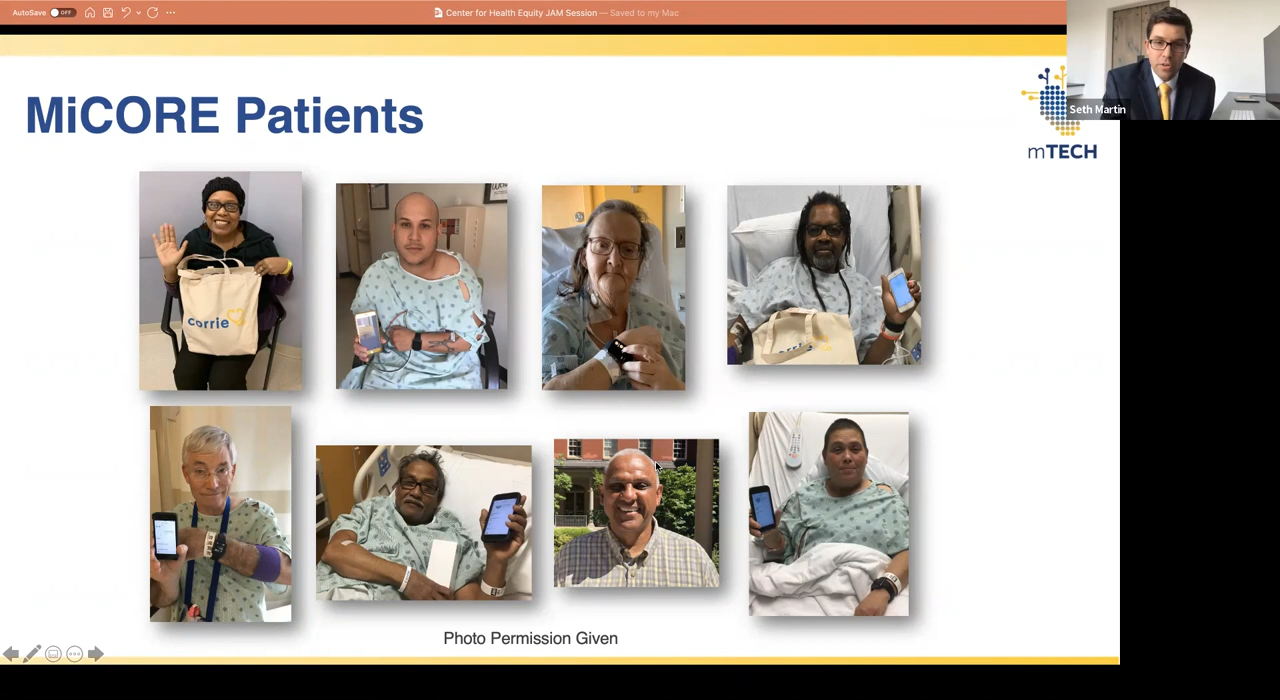 AutoSave OFF
Center for Health Equity JAM Session — Saved to my Mac
Seth Martin
MiCORE Patients
mTECH
corrie
Photo Permission Given